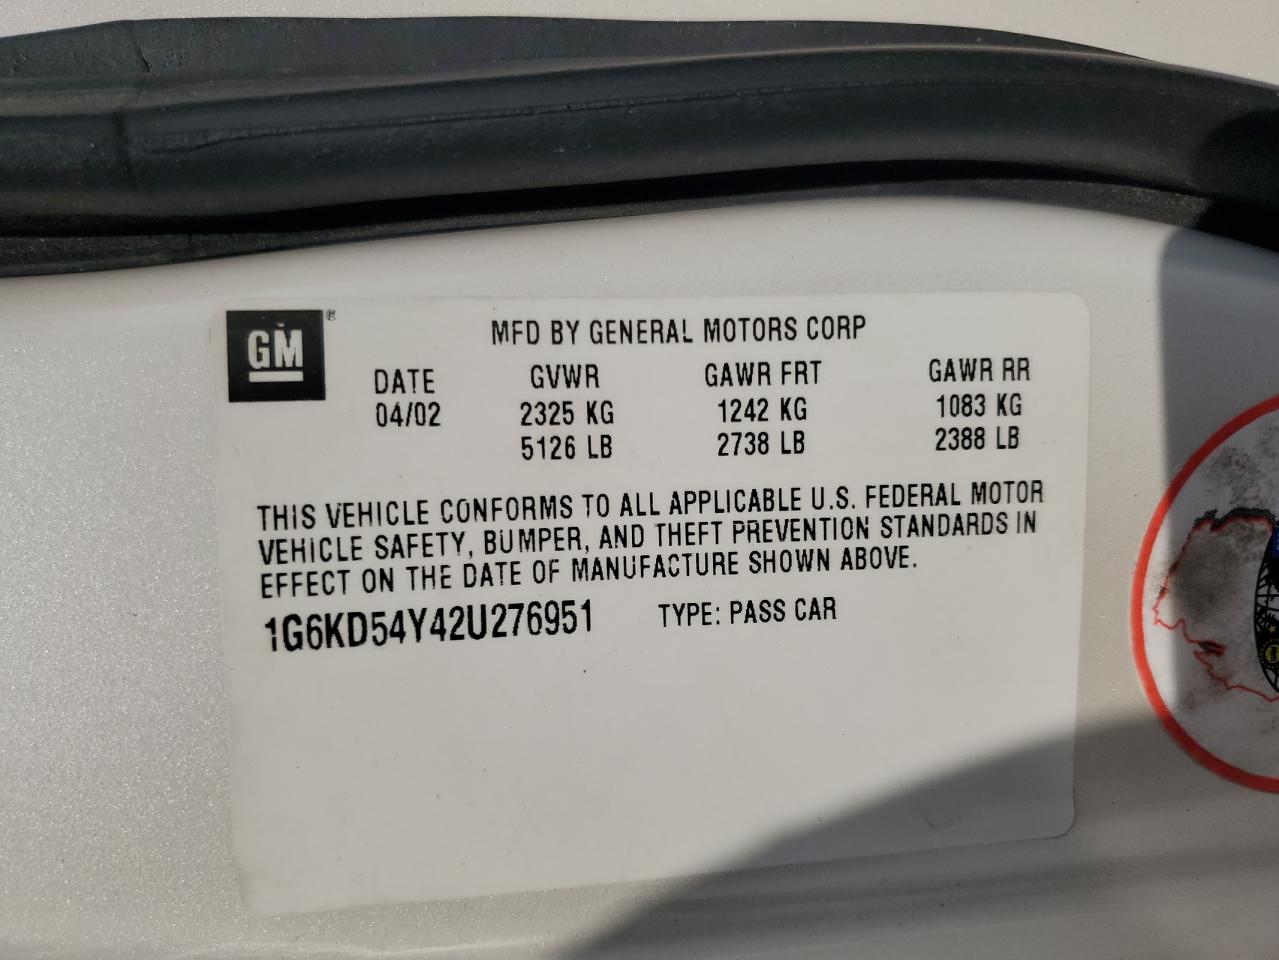 GM ®
MFD BY GENERAL MOTORS CORP
DATE GVWR GAWR FRT GAWR RR
04/02 2325 KG 1242 KG 1083 KG
5126 LB 2738 LB 2388 LB
THIS VEHICLE CONFORMS TO ALL APPLICABLE U.S. FEDERAL MOTOR
VEHICLE SAFETY, BUMPER, AND THEFT PREVENTION STANDARDS IN
EFFECT ON THE DATE OF MANUFACTURE SHOWN ABOVE.
1G6KD54Y42U276951 TYPE: PASS CAR